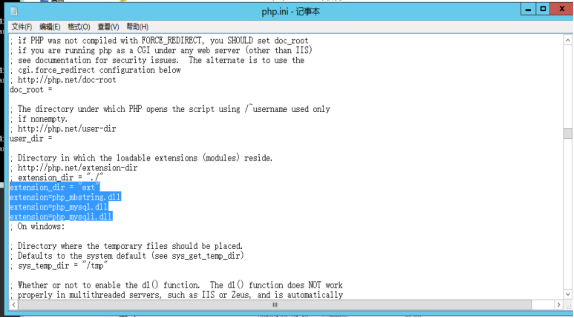 php.ini - 记事本
文件(F) 编辑(E) 格式(O) 查看(V) 帮助(H)
; if PHP was not compiled with FORCE_REDIRECT, you SHOULD set doc_root
; if you are running php as a CGI under any web server (other than IIS)
; see documentation for security issues.  The alternate is to use the
; cgi.force_redirect configuration below
; http://php.net/doc-root
doc_root =
; The directory under which PHP opens the script using /~username used only
; if nonempty.
; http://php.net/user-dir
user_dir =
; Directory in which the loadable extensions (modules) reside.
; http://php.net/extension-dir
; extension_dir = "./"
extension_dir = "ext"
extension=php_mbstring.dll
extension=php_mysql.dll
extension=php_mysqli.dll
; On windows:
; Directory where the temporary files should be placed.
; Defaults to the system default (see sys_get_temp_dir)
; sys_temp_dir = "/tmp"
; Whether or not to enable the dl() function.  The dl() function does NOT work
; properly in multithreaded servers, such as IIS or Zeus, and is automatically